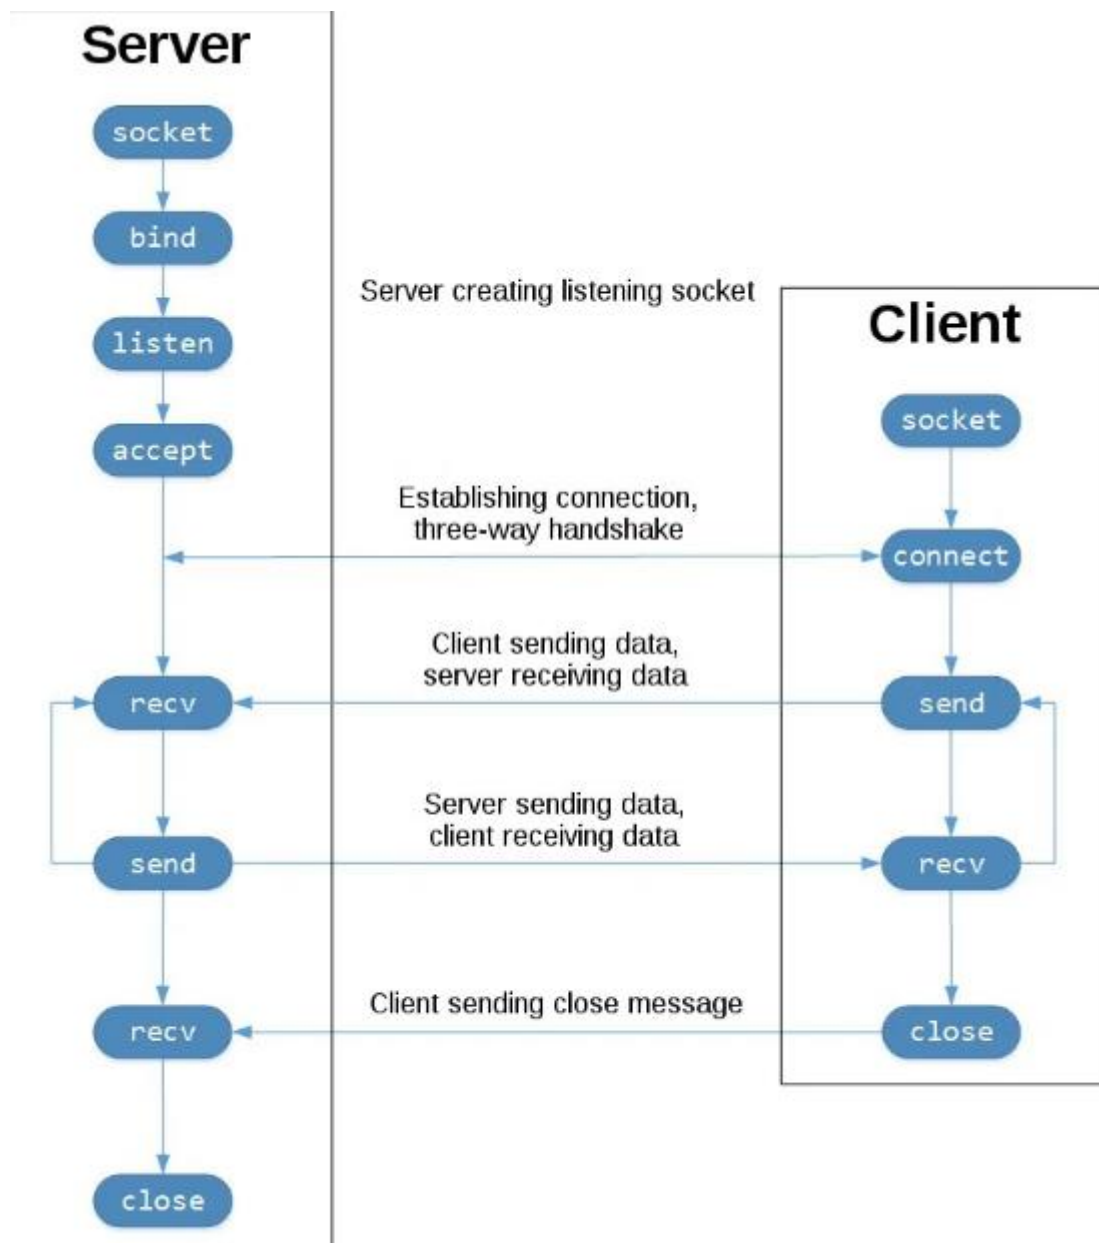 Server
socket
bind
listen
accept
recv
send
recv
close
Server creating listening socket
Establishing connection,
three-way handshake
Client sending data,
server receiving data
Server sending data,
client receiving data
Client sending close message
Client
socket
connect
send
recv
close